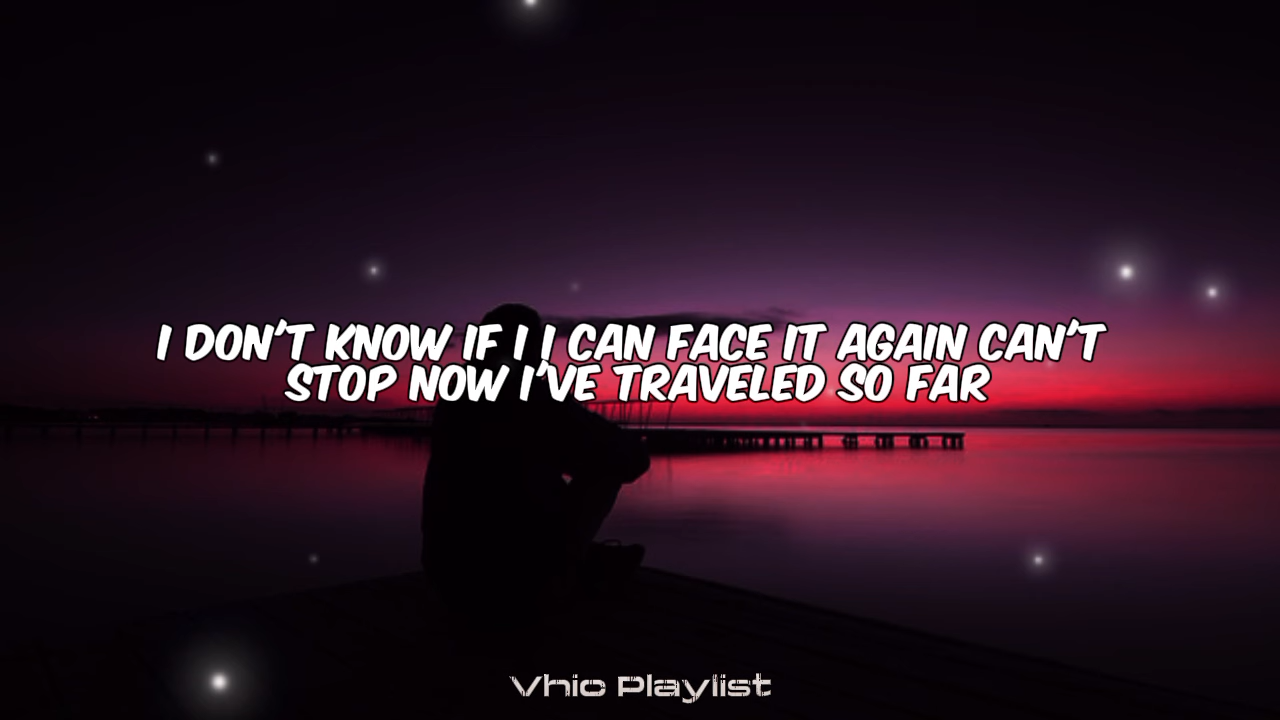 I DON'T KNOW IF I I CAN FACE IT AGAIN CAN'T
STOP NOW I'VE TRAVELED SO FAR
Vhio Playlist